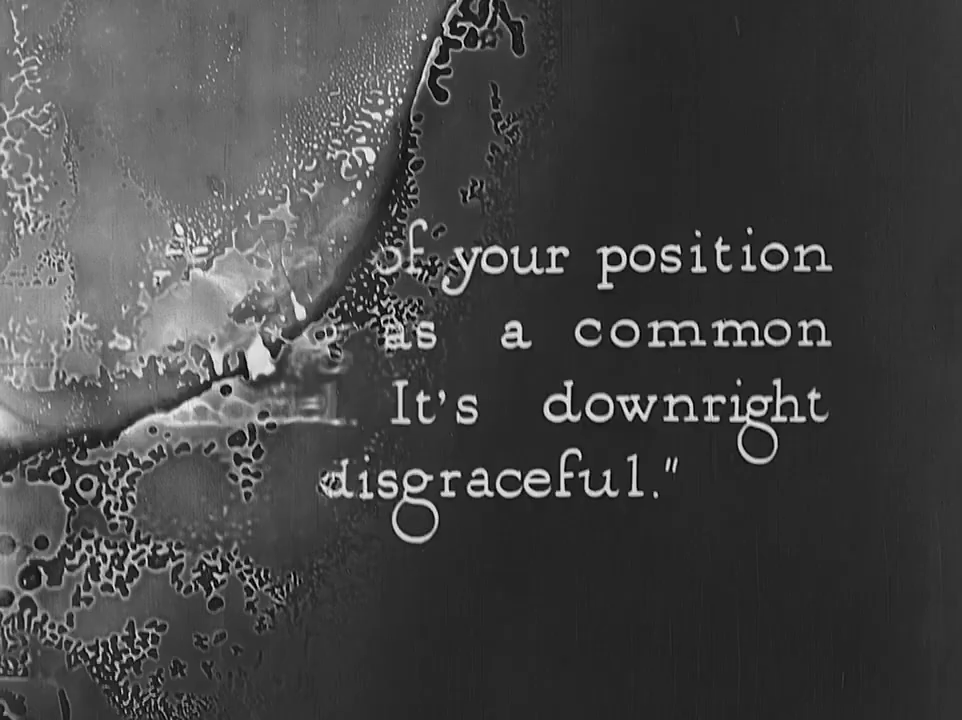 of your position
as a common
It's downright
disgraceful."